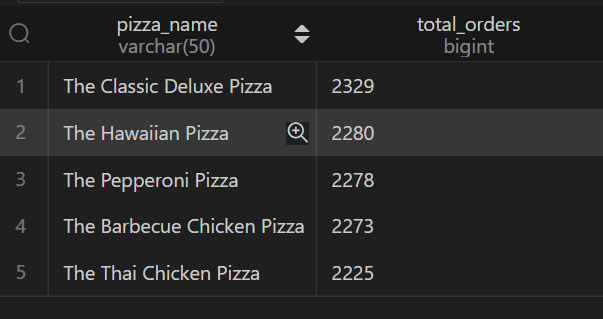 pizza_name total_orders
varchar(50) bigint
1 The Classic Deluxe Pizza 2329
2 The Hawaiian Pizza 2280
3 The Pepperoni Pizza 2278
4 The Barbecue Chicken Pizza 2273
5 The Thai Chicken Pizza 2225